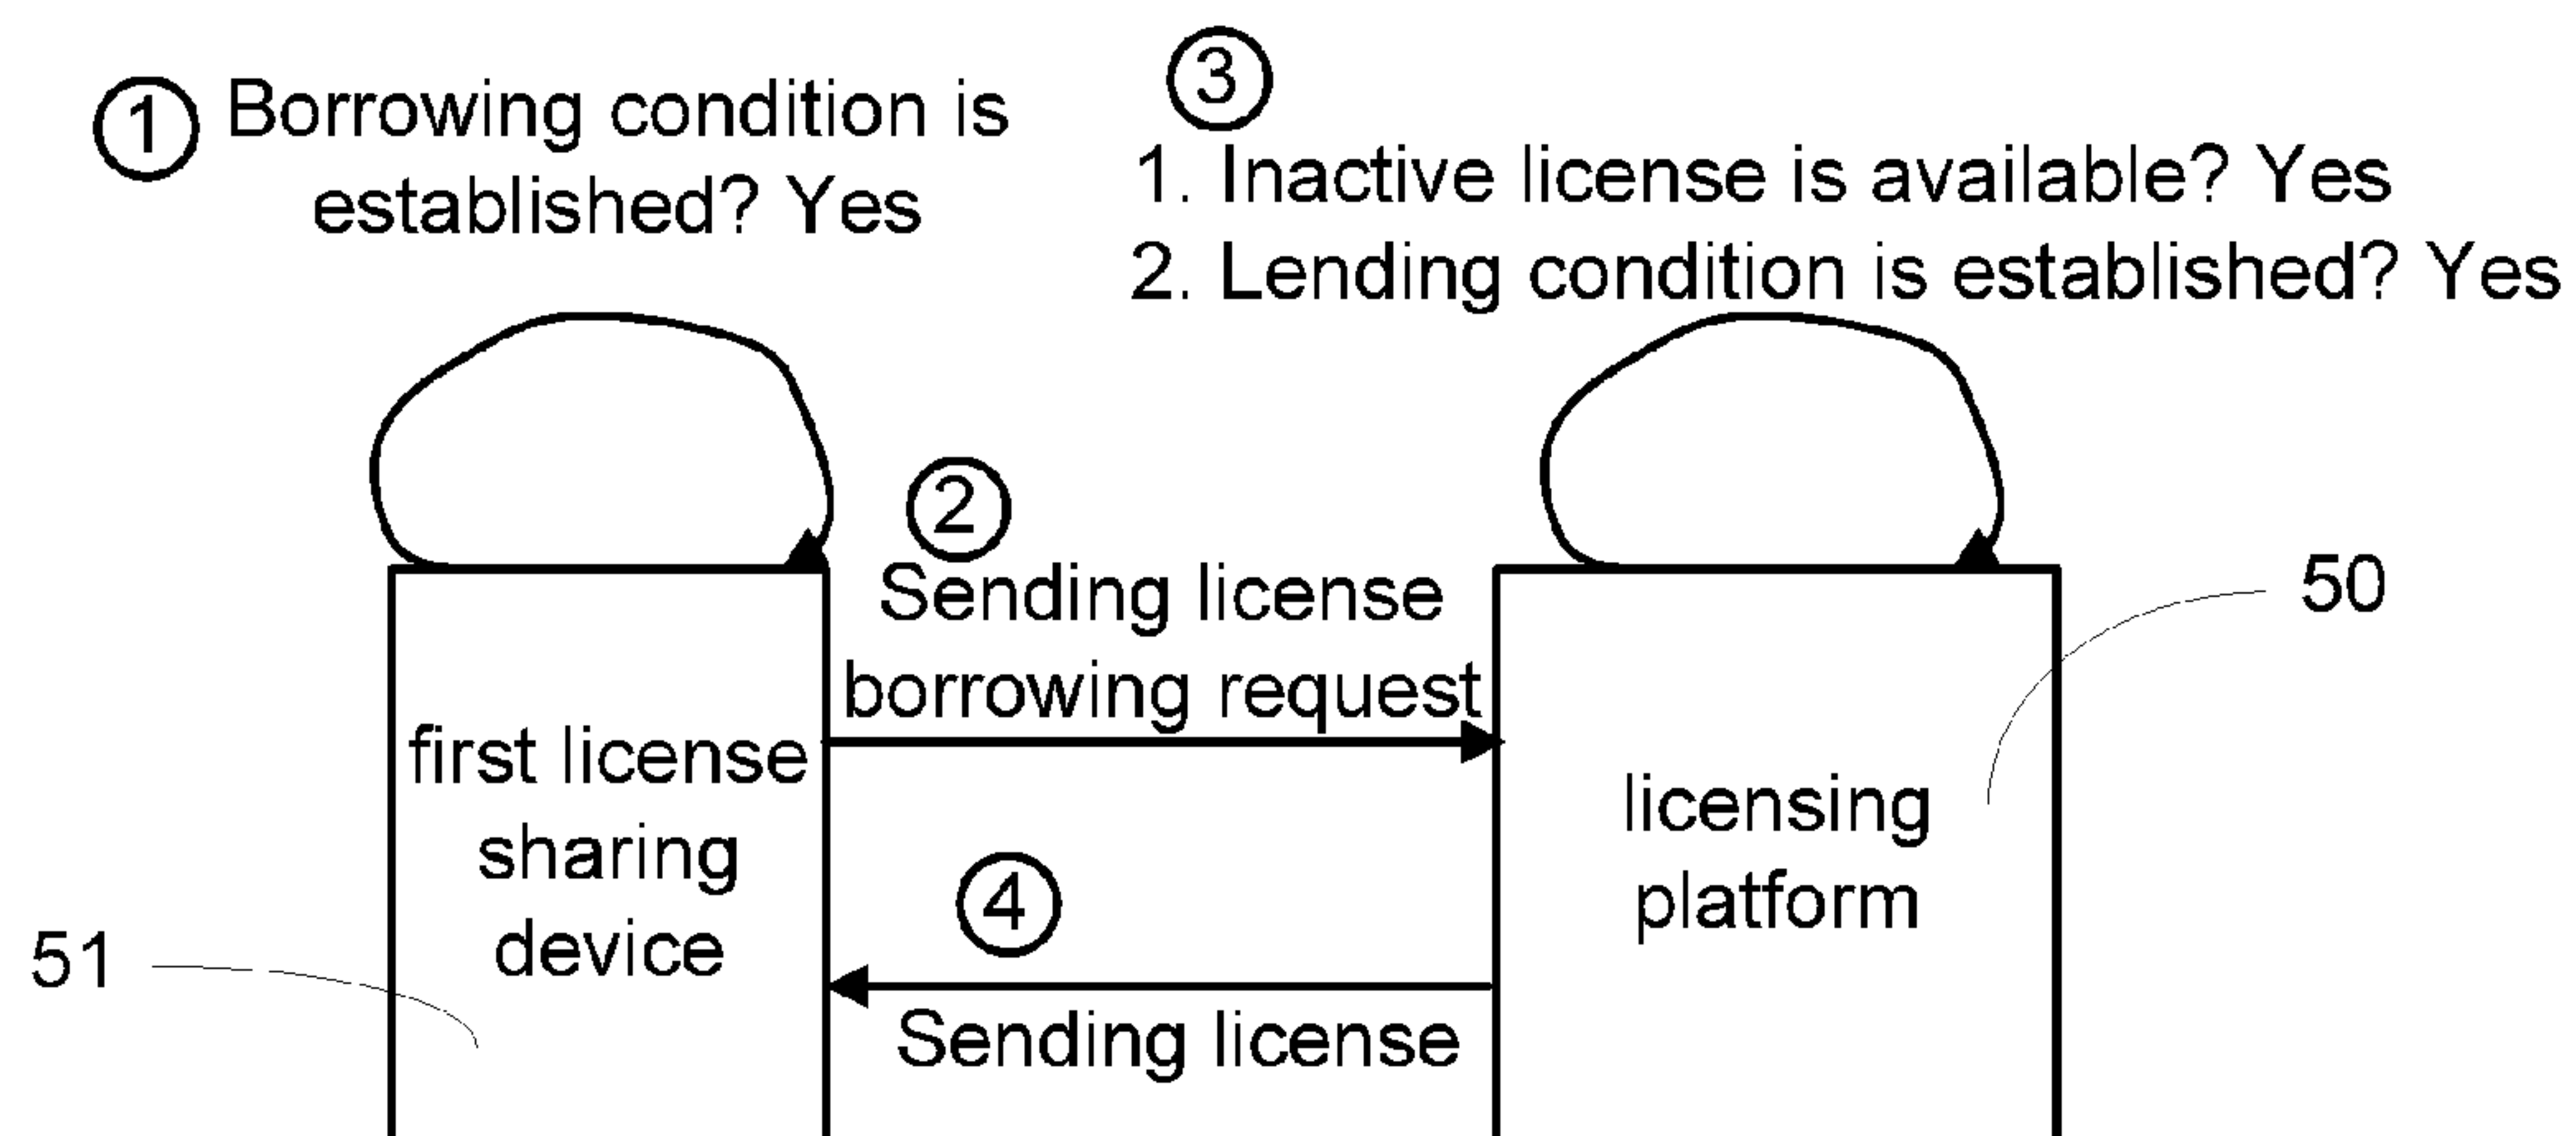 ① Borrowing condition is
established? Yes
③
1. Inactive license is available? Yes
2. Lending condition is established? Yes
②
Sending license
borrowing request
50
first license
sharing
device
licensing
platform
④
51
Sending license